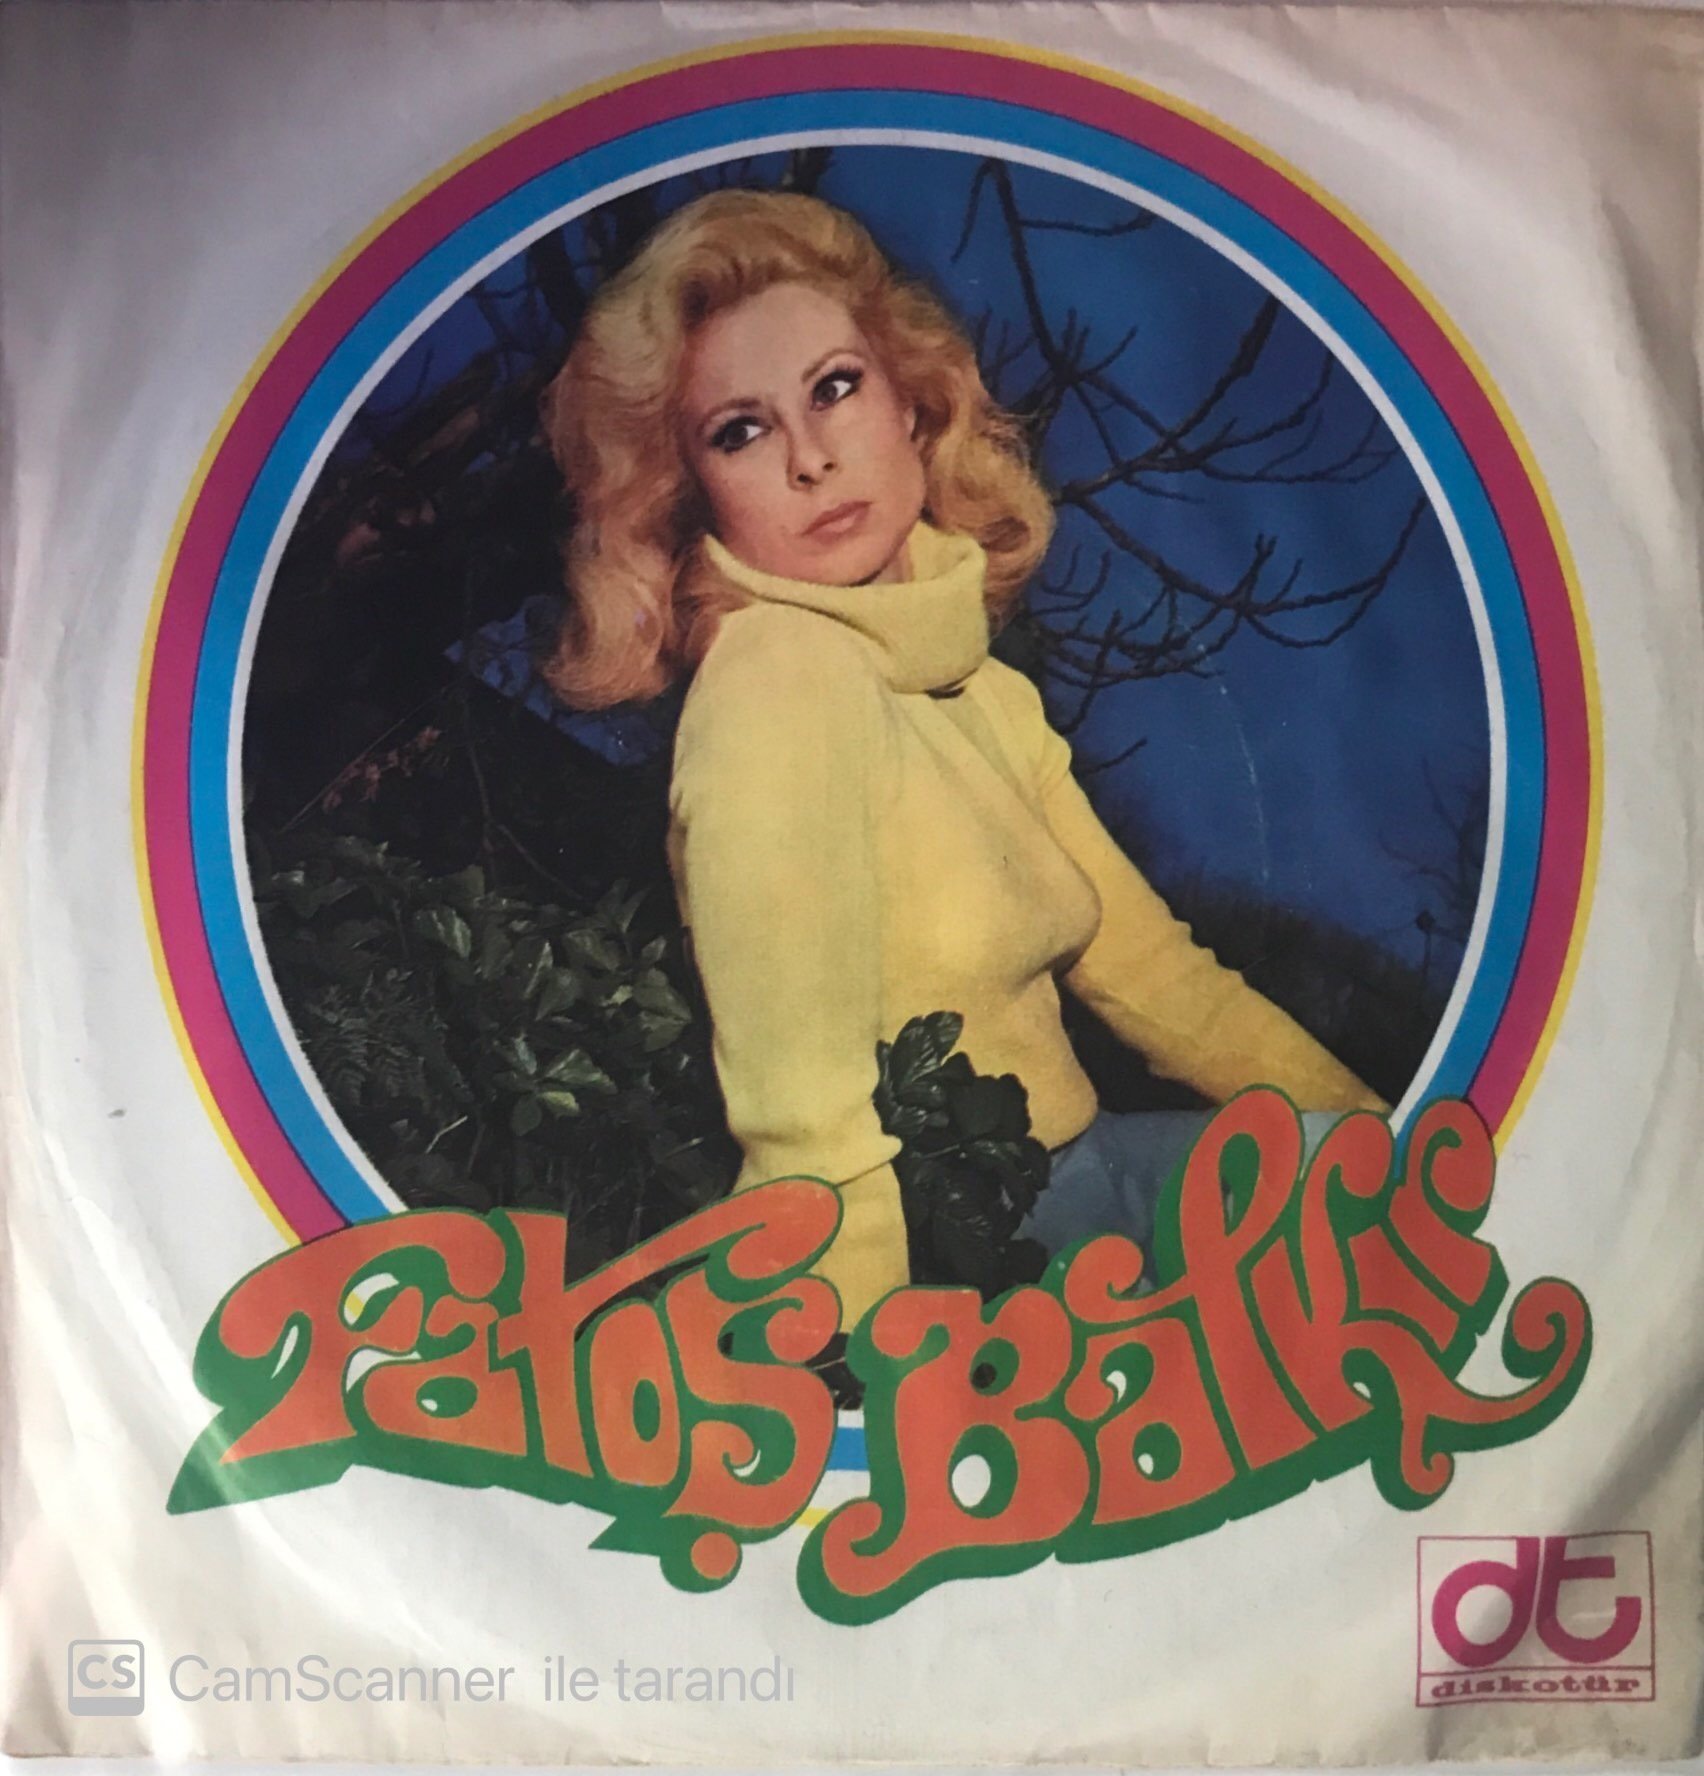 Fatoş Balkır
dt
diskotür
CS CamScanner ile tarandı